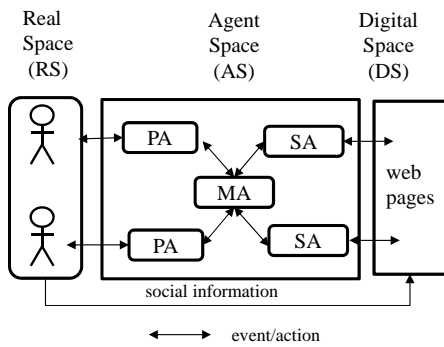 Real
Space
(RS)
Agent
Space
(AS)
Digital
Space
(DS)
PA
SA
MA
PA
SA
web
pages
social information
event/action